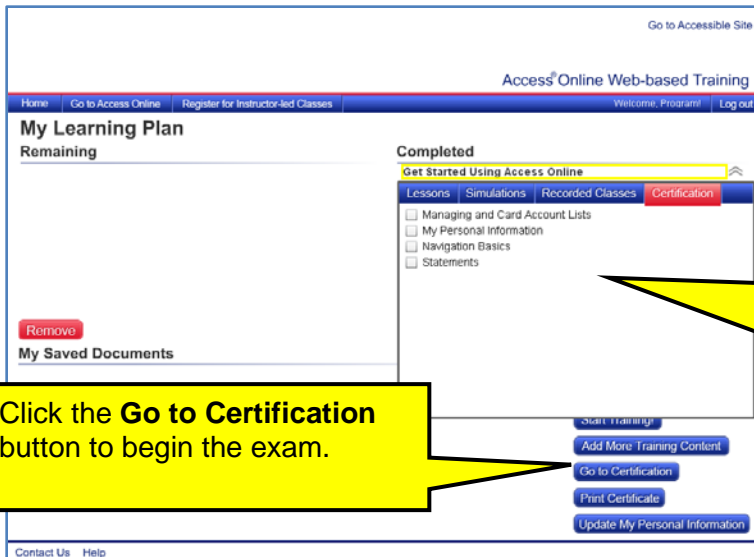 Go to Accessible Site
Access® Online Web-based Training
Home Go to Access Online Register for Instructor-led Classes Welcome, Program! Log out
My Learning Plan
Remaining
Completed
Get Started Using Access Online
Lessons Simulations Recorded Classes Certification
Managing and Card Account Lists
My Personal Information
Navigation Basics
Statements
Remove
My Saved Documents
Click the Go to Certification
button to begin the exam.
Start Training!
Add More Training Content
Go to Certification
Print Certificate
Update My Personal Information
Contact Us Help